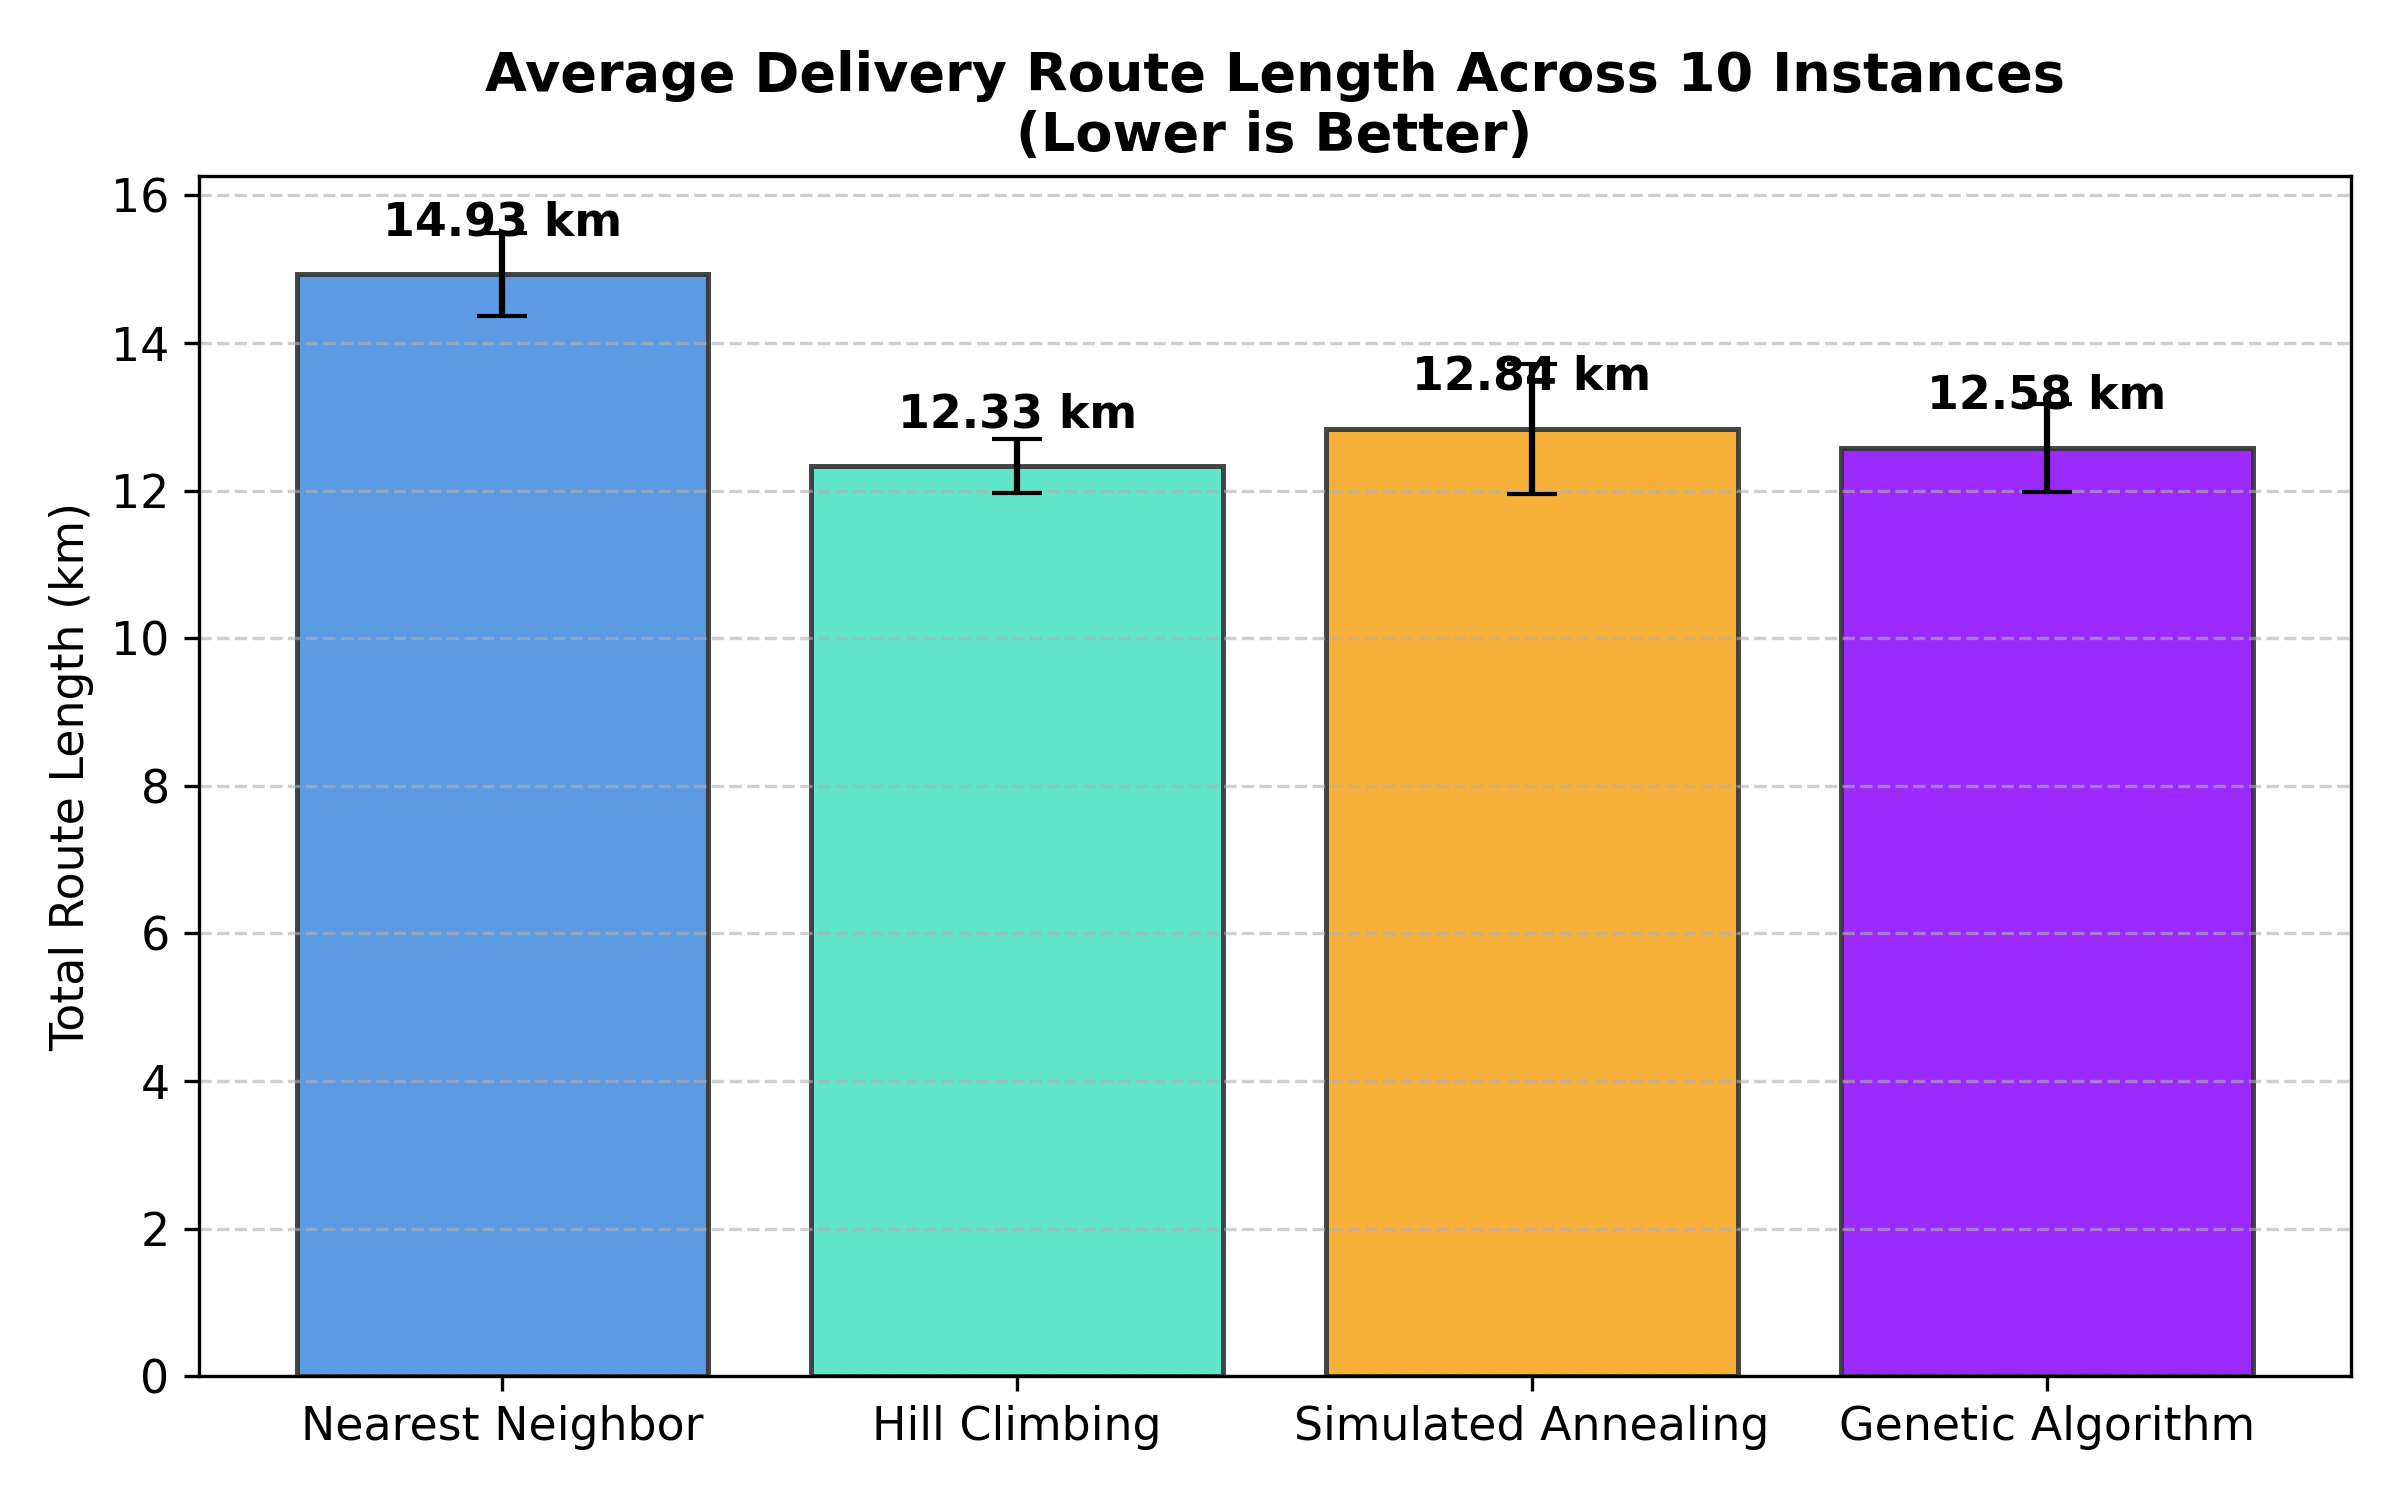 Average Delivery Route Length Across 10 Instances
(Lower is Better)
Total Route Length (km)
16
14
12
10
8
6
4
2
0
14.93 km
12.33 km
12.84 km
12.58 km
Nearest Neighbor
Hill Climbing
Simulated Annealing
Genetic Algorithm